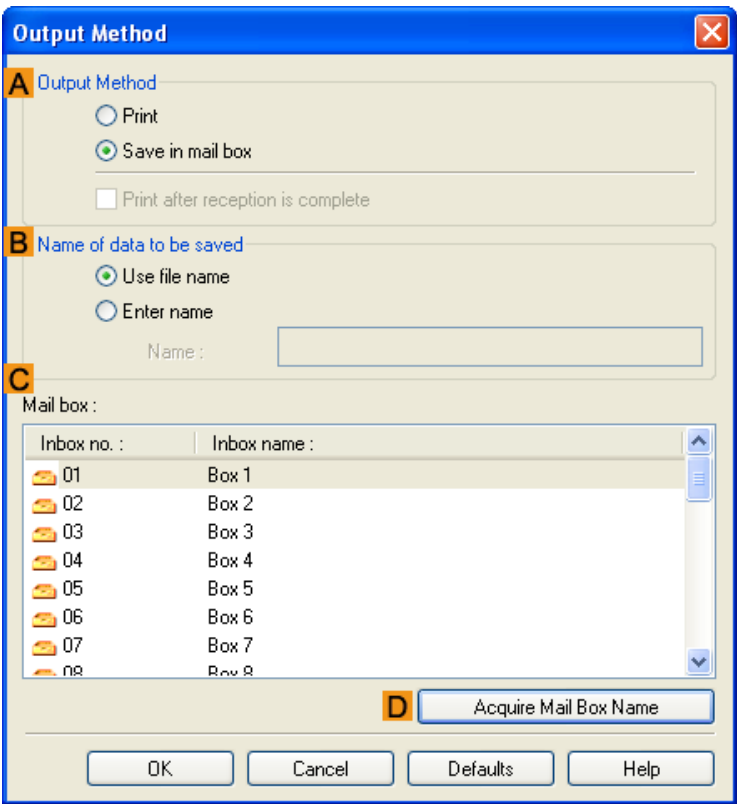 Output Method
A Output Method
Print
Save in mail box
Print after reception is complete
B Name of data to be saved
Use file name
Enter name
Name :
C
Mail box :
Inbox no. : Inbox name :
01 Box 1
02 Box 2
03 Box 3
04 Box 4
05 Box 5
06 Box 6
07 Box 7
08 Box 8
D Acquire Mail Box Name
OK Cancel Defaults Help